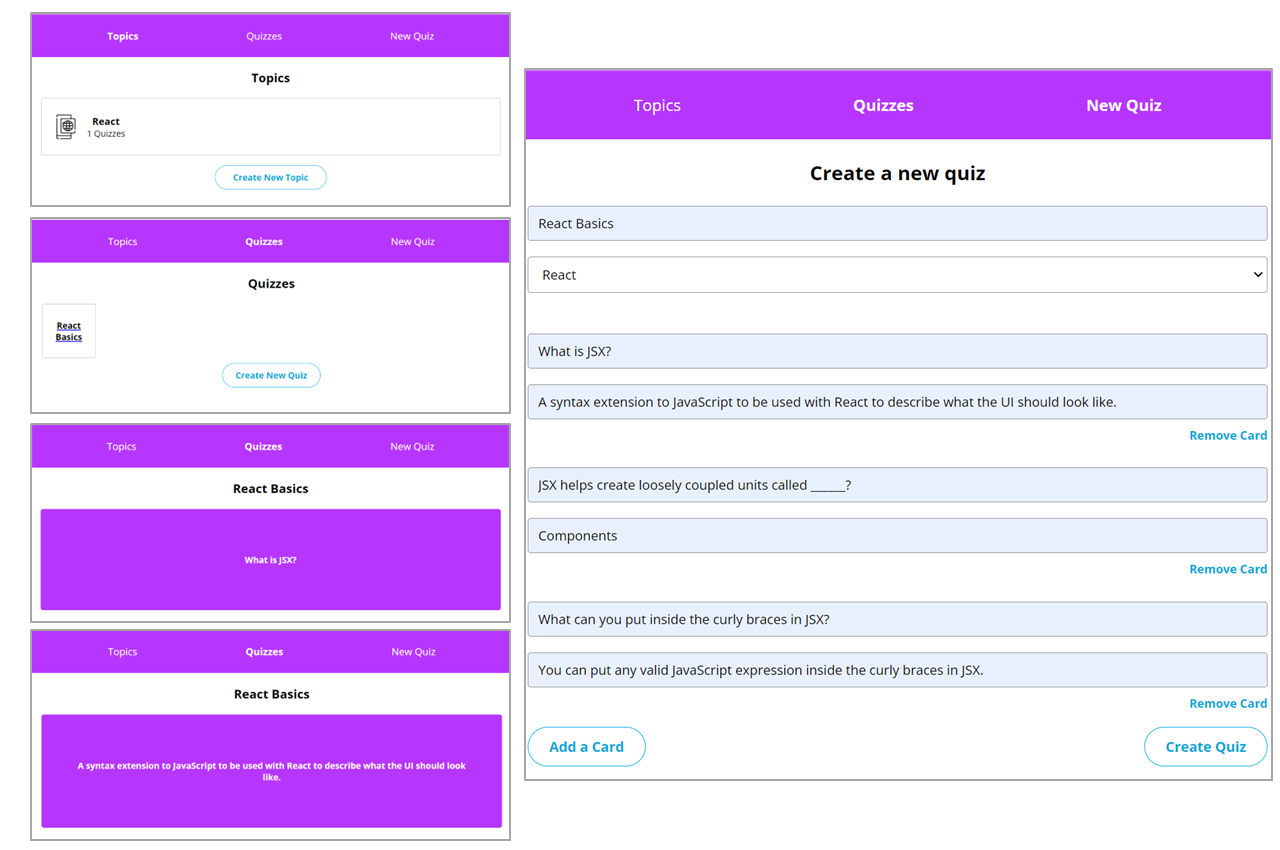 Topics Quizzes New Quiz
Topics
React
1 Quizzes
Create New Topic
Topics Quizzes New Quiz
Quizzes
React
Basics
Create New Quiz
Topics Quizzes New Quiz
React Basics
What is JSX?
Topics Quizzes New Quiz
React Basics
A syntax extension to JavaScript to be used with React to describe what the UI should look
like.
Topics Quizzes New Quiz
Create a new quiz
React Basics
React
What is JSX?
A syntax extension to JavaScript to be used with React to describe what the UI should look like.
Remove Card
JSX helps create loosely coupled units called ______?
Components
Remove Card
What can you put inside the curly braces in JSX?
You can put any valid JavaScript expression inside the curly braces in JSX.
Remove Card
Add a Card Create Quiz